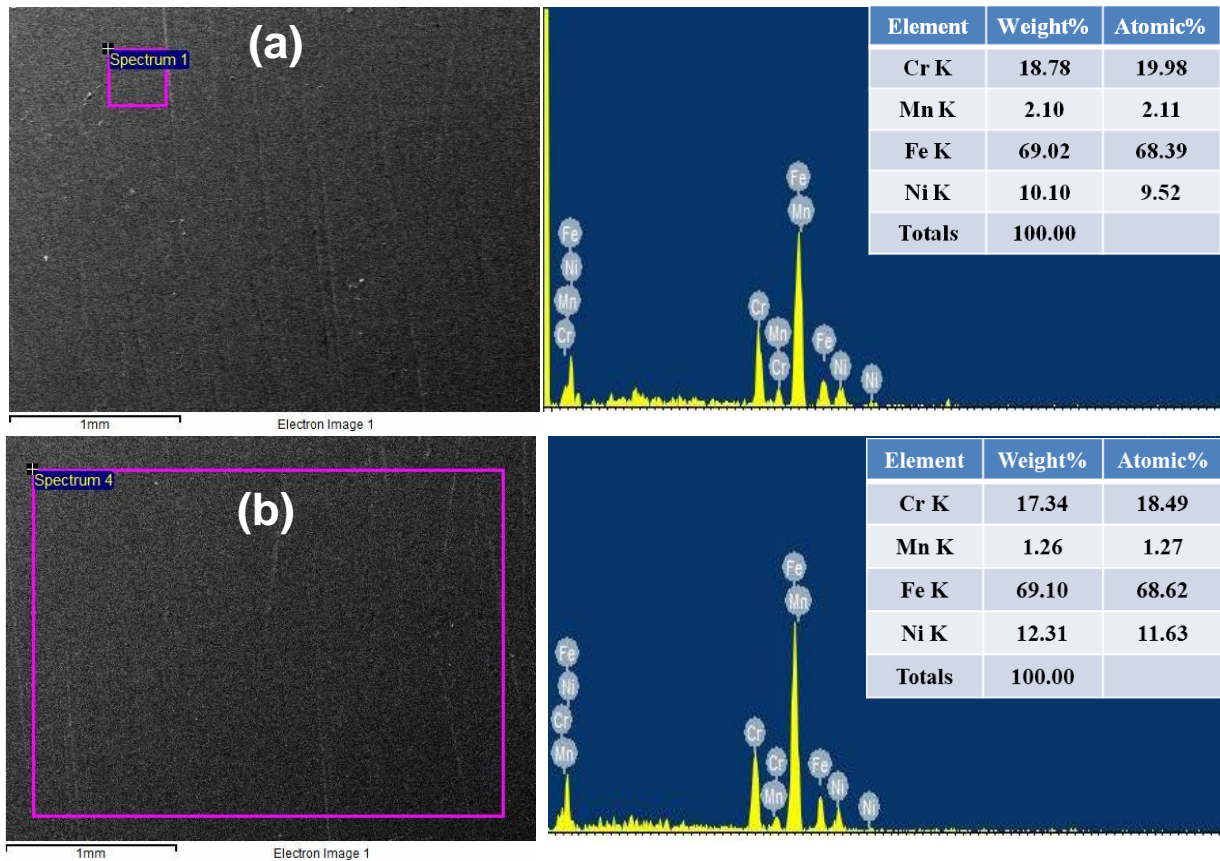 (a)
Spectrum 1
1mm
Electron Image 1
Fe
Ni
Mn
Cr
Cr
Mn
Cr
Fe
Mn
Fe
Ni
Ni
Element Weight% Atomic%
Cr K 18.78 19.98
Mn K 2.10 2.11
Fe K 69.02 68.39
Ni K 10.10 9.52
Totals 100.00
(b)
Spectrum 4
1mm
Electron Image 1
Fe
Ni
Cr
Mn
Cr
Cr
Mn
Fe
Mn
Fe
Ni
Ni
Element Weight% Atomic%
Cr K 17.34 18.49
Mn K 1.26 1.27
Fe K 69.10 68.62
Ni K 12.31 11.63
Totals 100.00